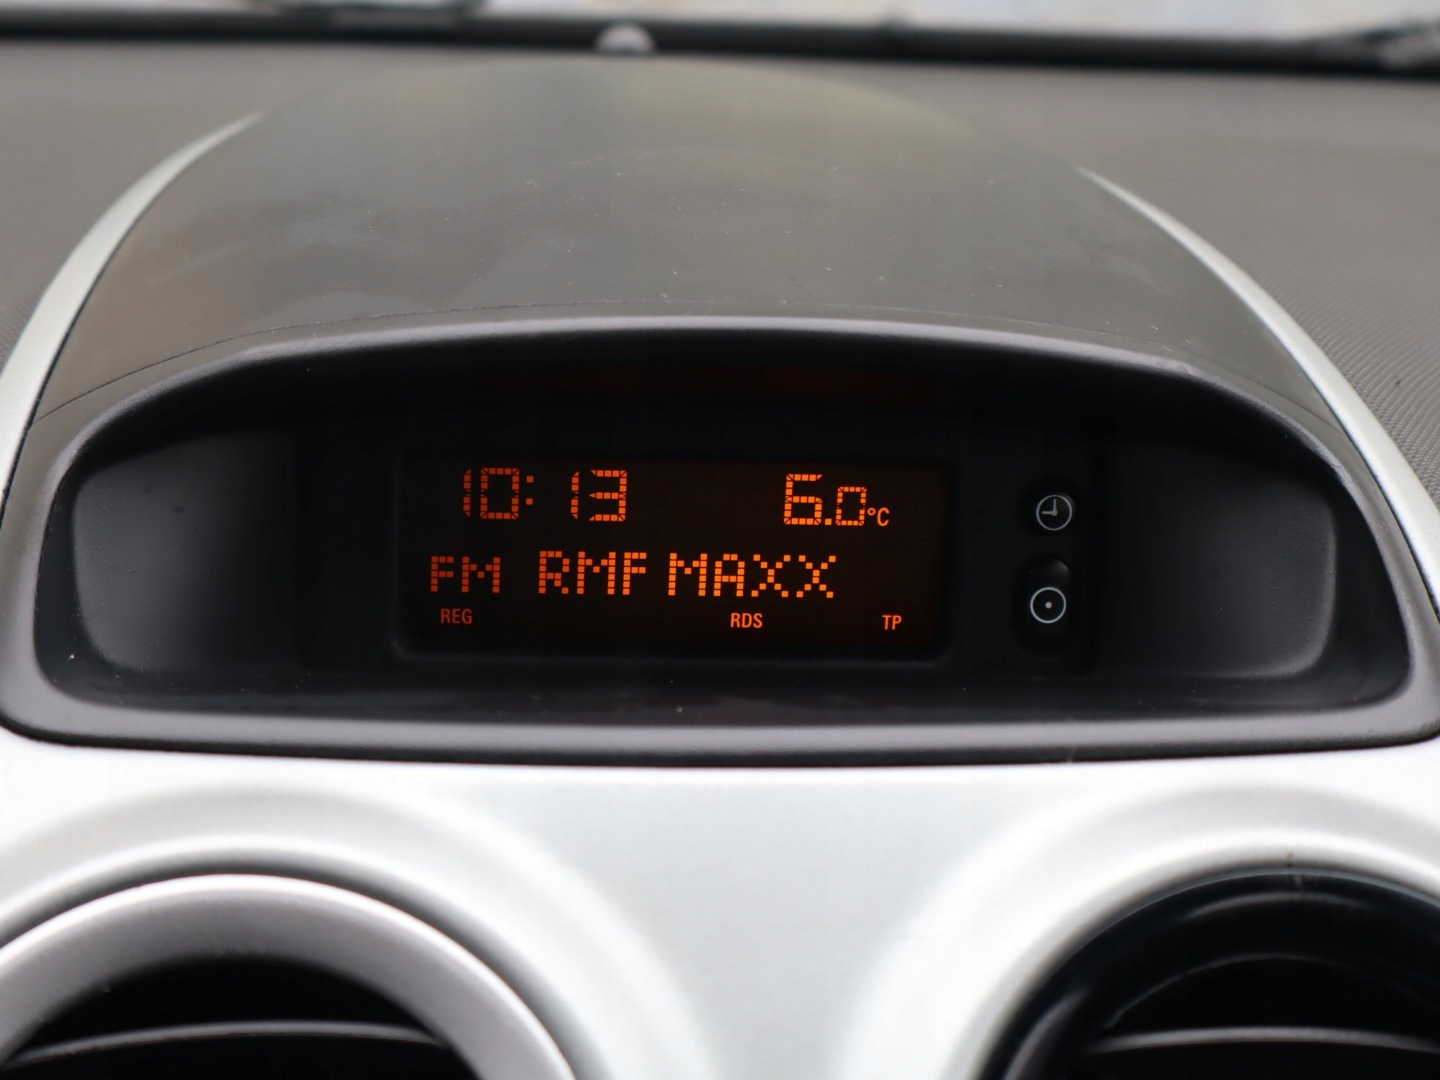 10:13 6.0°C
FM RMF MAXX
REG RDS TP